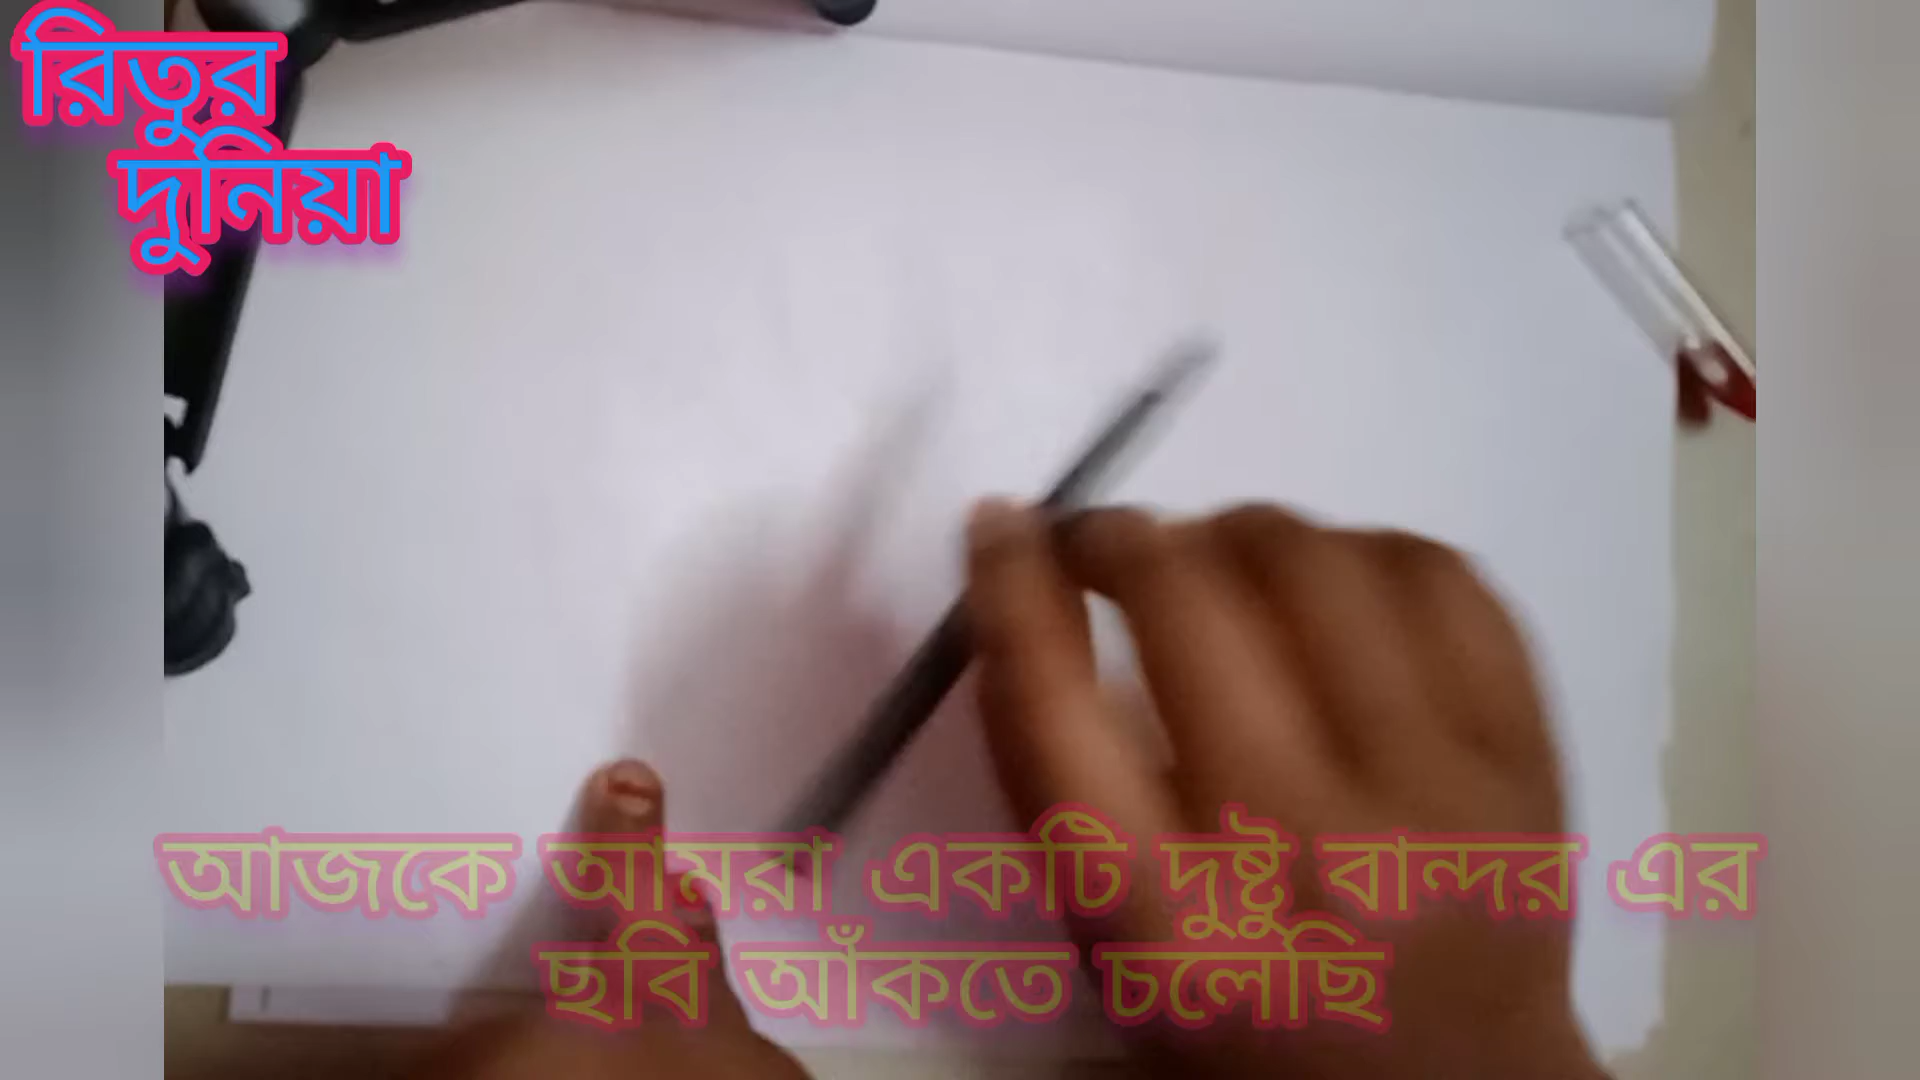 রিতুর
দুনিয়া
আজকে আমরা একটি দুষ্টু বান্দর এর
ছবি আঁকতে চলেছি